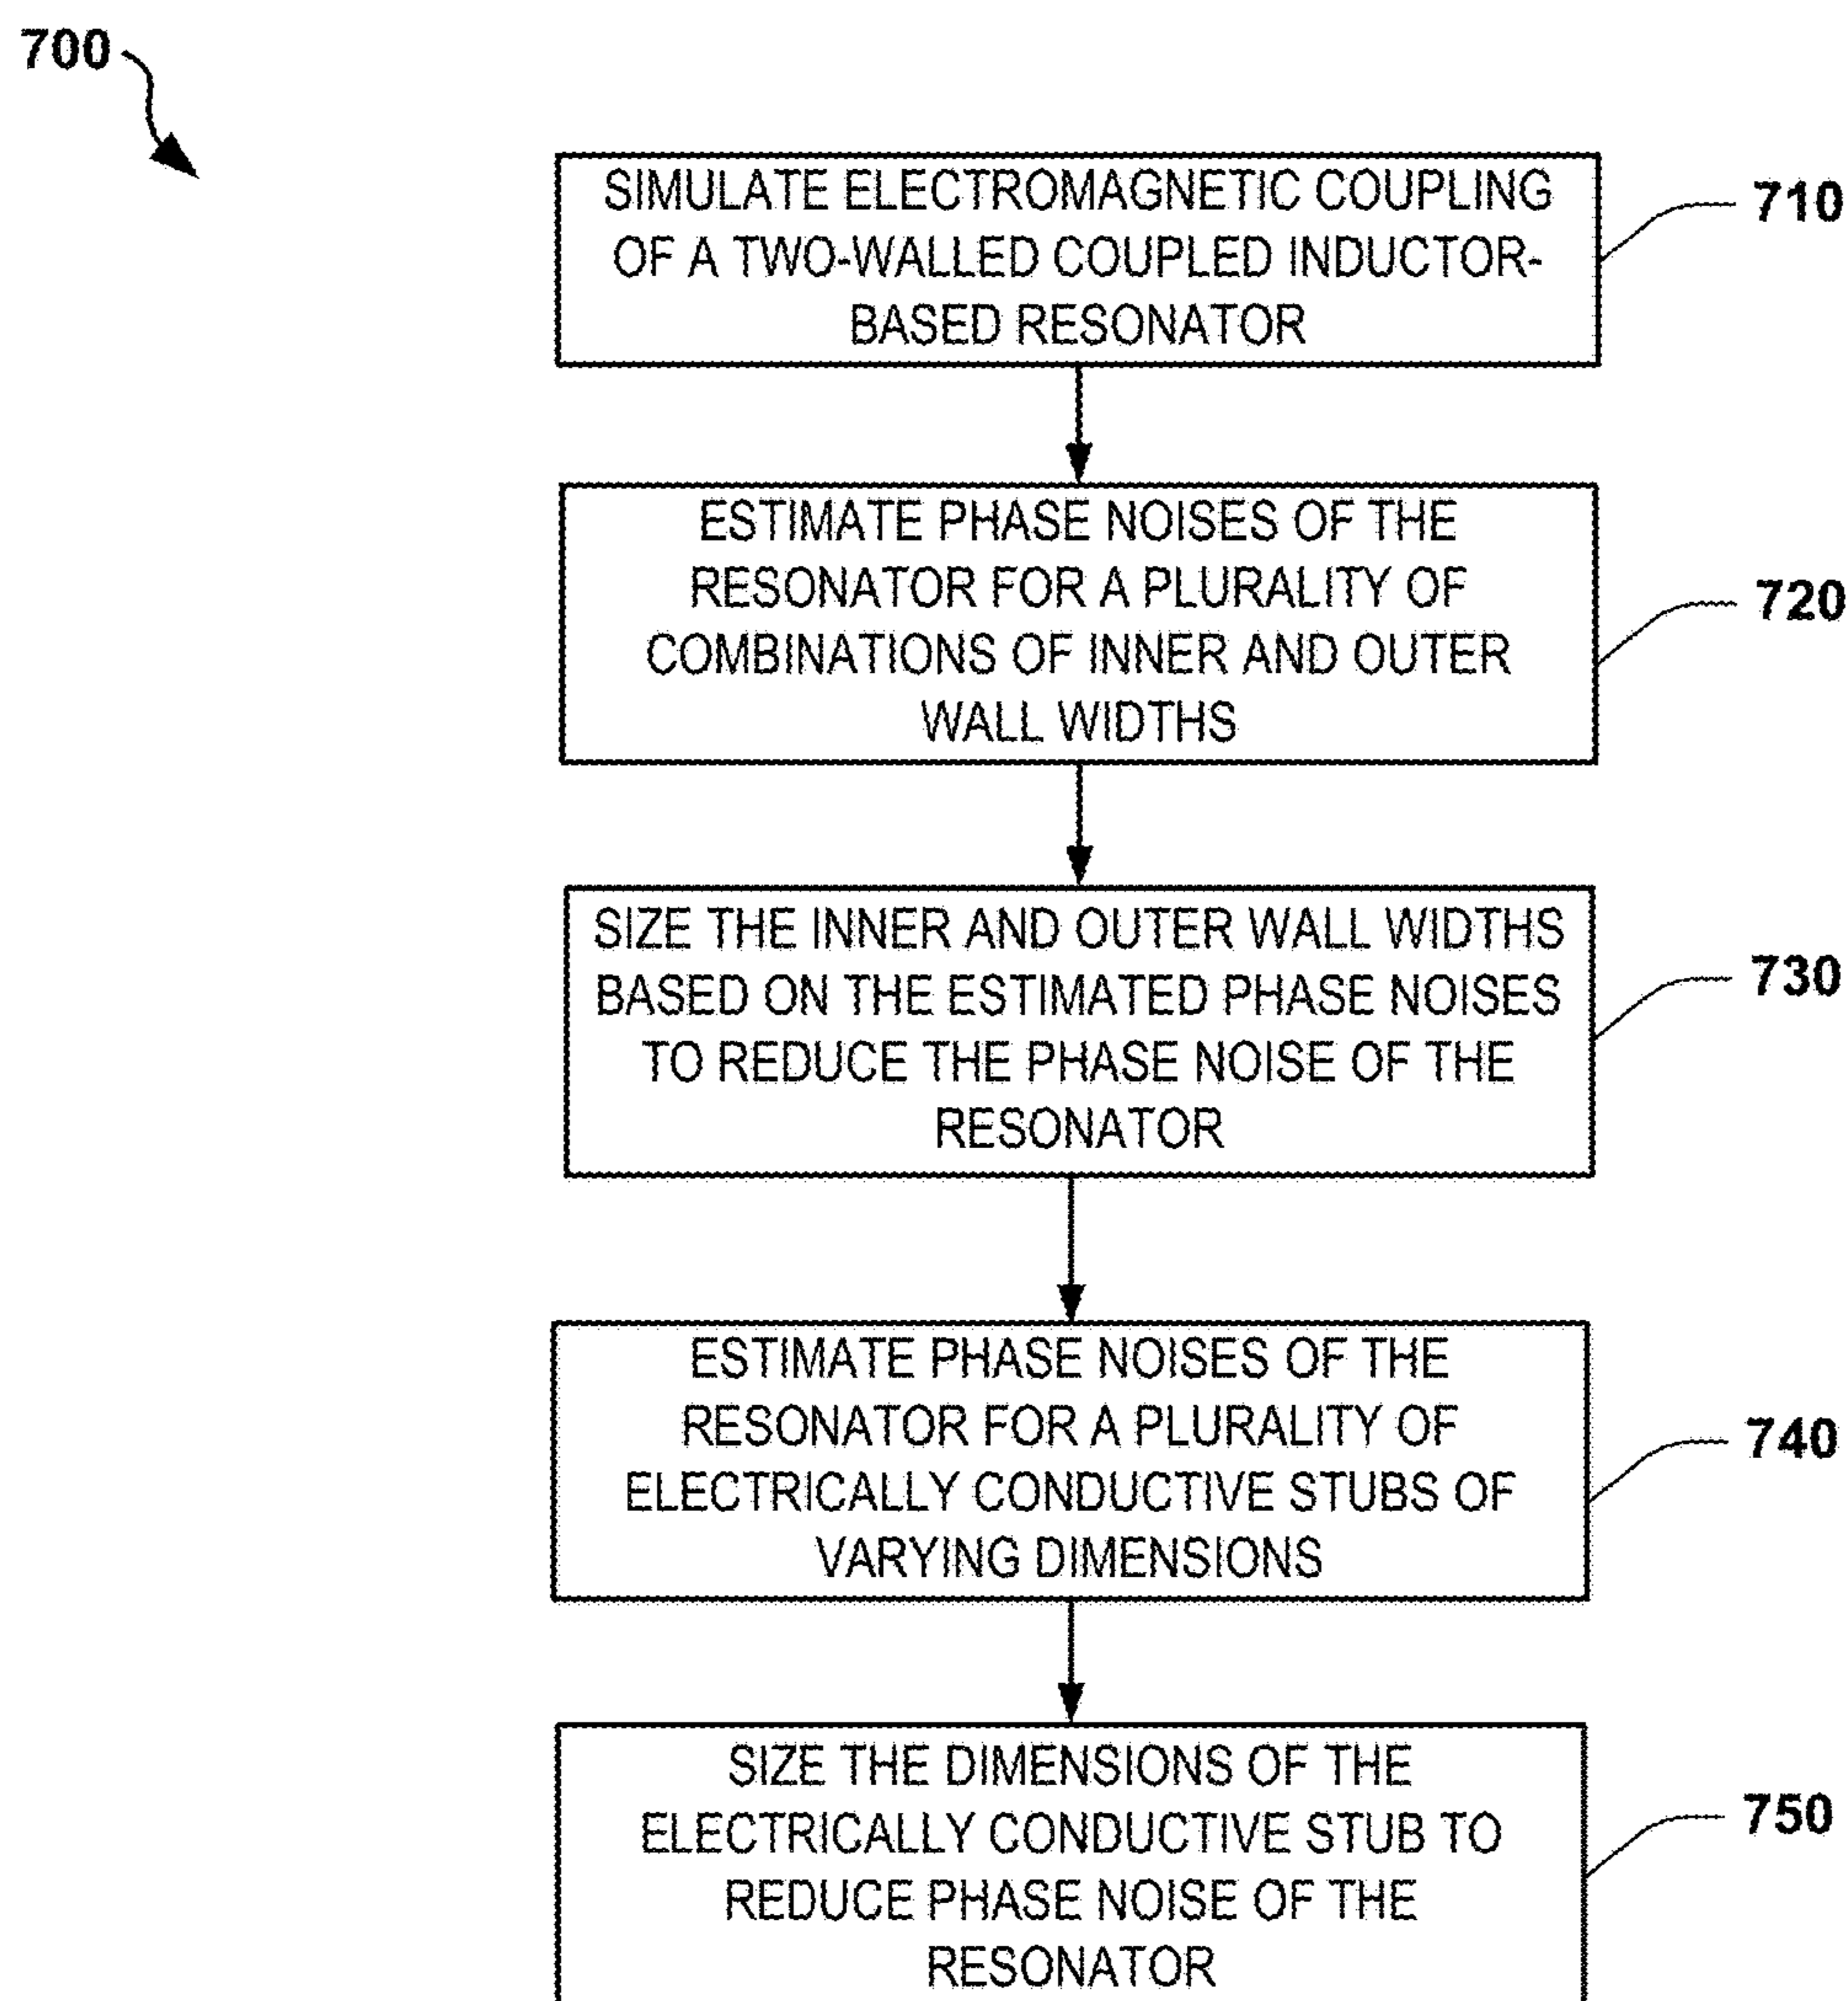 700
SIMULATE ELECTROMAGNETIC COUPLING
OF A TWO-WALLED COUPLED INDUCTOR-
BASED RESONATOR
710
ESTIMATE PHASE NOISES OF THE
RESONATOR FOR A PLURALITY OF
COMBINATIONS OF INNER AND OUTER
WALL WIDTHS
720
SIZE THE INNER AND OUTER WALL WIDTHS
BASED ON THE ESTIMATED PHASE NOISES
TO REDUCE THE PHASE NOISE OF THE
RESONATOR
730
ESTIMATE PHASE NOISES OF THE
RESONATOR FOR A PLURALITY OF
ELECTRICALLY CONDUCTIVE STUBS OF
VARYING DIMENSIONS
740
SIZE THE DIMENSIONS OF THE
ELECTRICALLY CONDUCTIVE STUB TO
REDUCE PHASE NOISE OF THE
RESONATOR
750